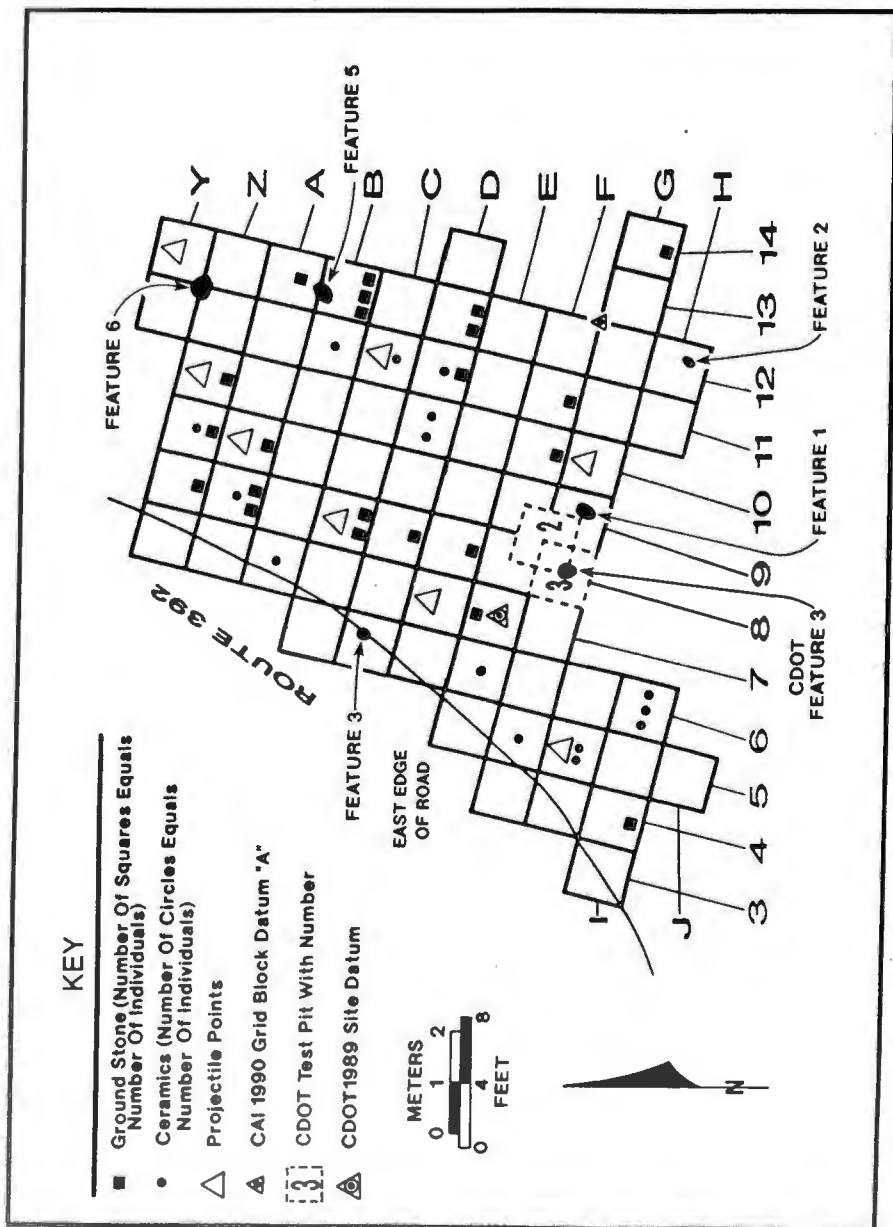 KEY
Ground Stone (Number Of Squares Equals
Number Of Individuals)
Ceramics (Number Of Circles Equals
Number Of Individuals)
Projectile Points
CAI 1990 Grid Block Datum "A"
3
CDOT Test Pit With Number
CDOT1989 Site Datum
METERS
0 1 2
0 4 8
FEET
N
ROUTE 392
EAST EDGE
OF ROAD
FEATURE 6
FEATURE 5
FEATURE 3
2
3
Y
Z
A
B
C
D
E
F
G
H
I
J
3
4
5
6
7
8
9
10
11
12
13
14
CDOT
FEATURE 3
FEATURE 1
FEATURE 2